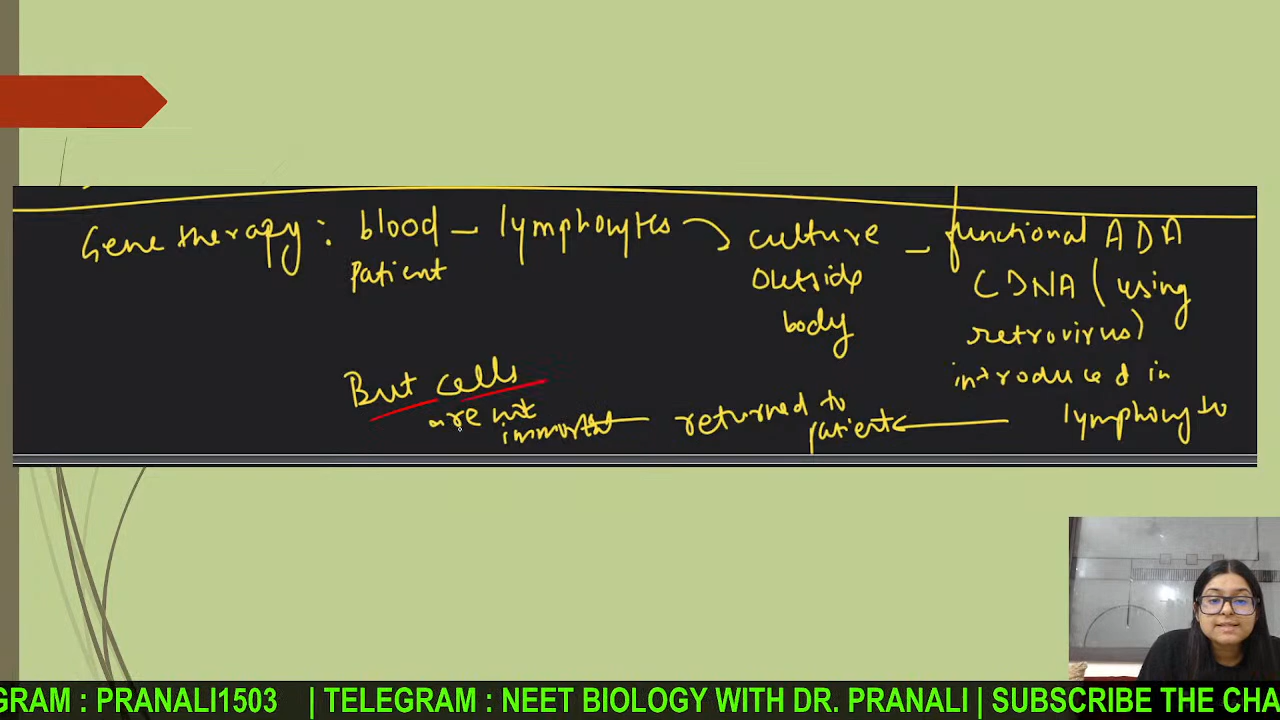 Gene therapy : blood – lymphocytes culture – functional ADA
Patient outside CDNA (using
body retrovirus)
But cells introduced in
are not immortal returned to patient lymphocyte
GRAM : PRANALI1503 | TELEGRAM : NEET BIOLOGY WITH DR. PRANALI | SUBSCRIBE THE CHA